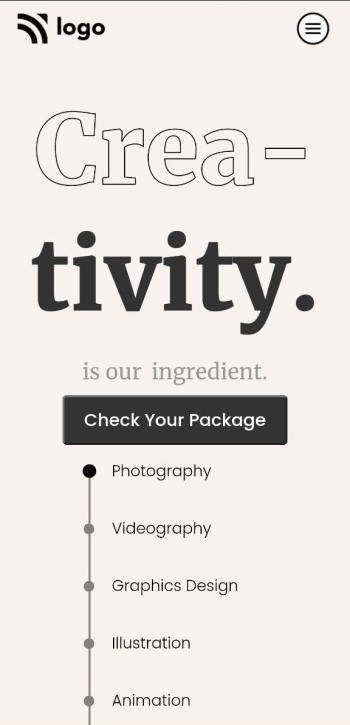 logo
Crea-
tivity.
is our ingredient.
Check Your Package
Photography
Videography
Graphics Design
Illustration
Animation